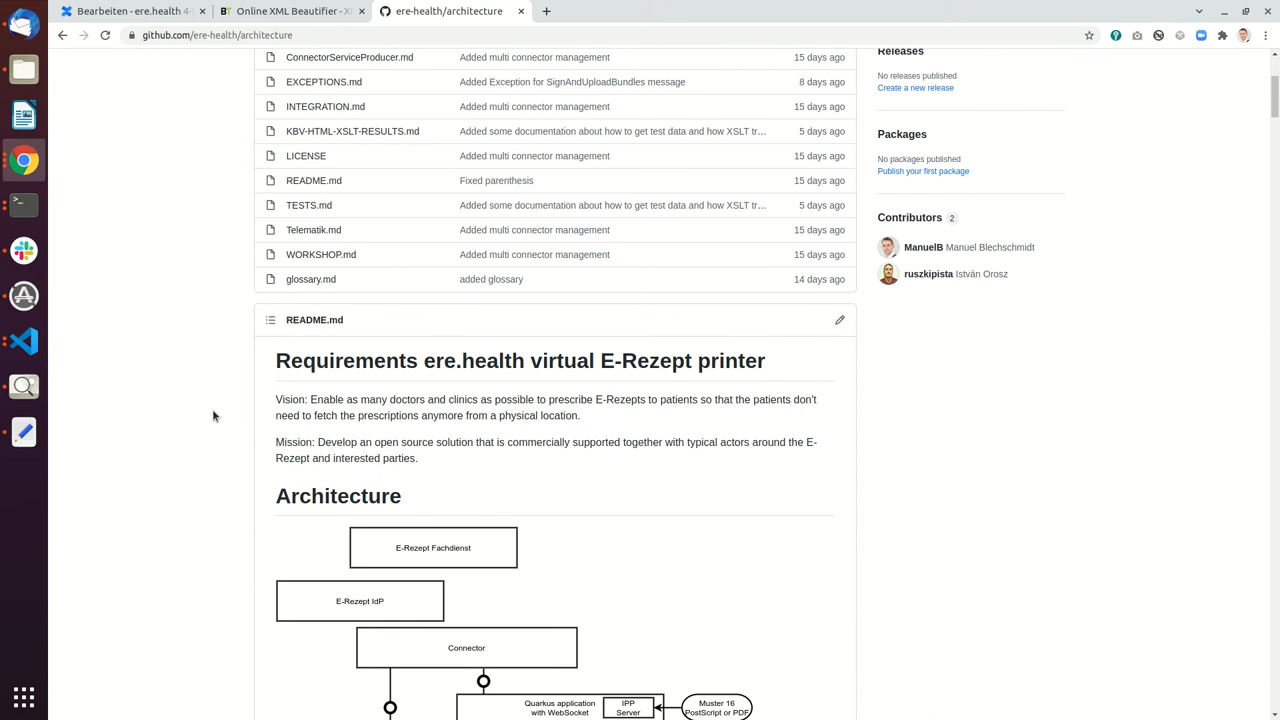 Bearbeiten - ere.health 4-
Online XML Beautifier - X
ere-health/architecture
github.com/ere-health/architecture
ConnectorServiceProducer.md Added multi connector management 15 days ago
EXCEPTIONS.md Added Exception for SignAndUploadBundles message 8 days ago
INTEGRATION.md Added multi connector management 15 days ago
KBV-HTML-XSLT-RESULTS.md Added some documentation about how to get test data and how XSLT tr… 5 days ago
LICENSE Added multi connector management 15 days ago
README.md Fixed parenthesis 15 days ago
TESTS.md Added some documentation about how to get test data and how XSLT tr… 5 days ago
Telematik.md Added multi connector management 15 days ago
WORKSHOP.md Added multi connector management 15 days ago
glossary.md added glossary 14 days ago
README.md
Requirements ere.health virtual E-Rezept printer
Vision: Enable as many doctors and clinics as possible to prescribe E-Rezepts to patients so that the patients don't
need to fetch the prescriptions anymore from a physical location.
Mission: Develop an open source solution that is commercially supported together with typical actors around the E-
Rezept and interested parties.
Architecture
E-Rezept Fachdienst
E-Rezept IdP
Connector
Quarkus application
with WebSocket
IPP
Server
Muster 16
PostScript or PDF
Releases
No releases published
Create a new release
Packages
No packages published
Publish your first package
Contributors 2
ManuelB Manuel Blechschmidt
ruszkipista István Orosz